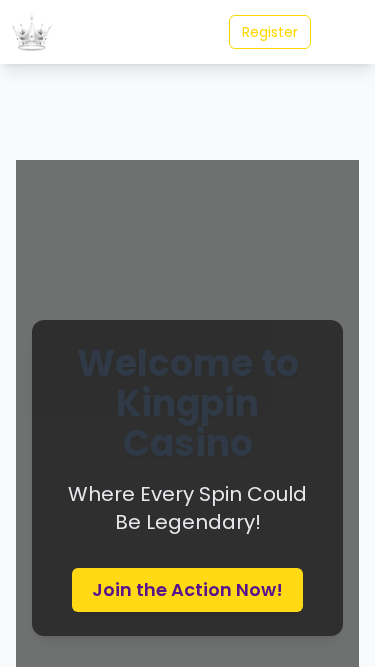 Register
Welcome to
Kingpin
Casino
Where Every Spin Could
Be Legendary!
Join the Action Now!